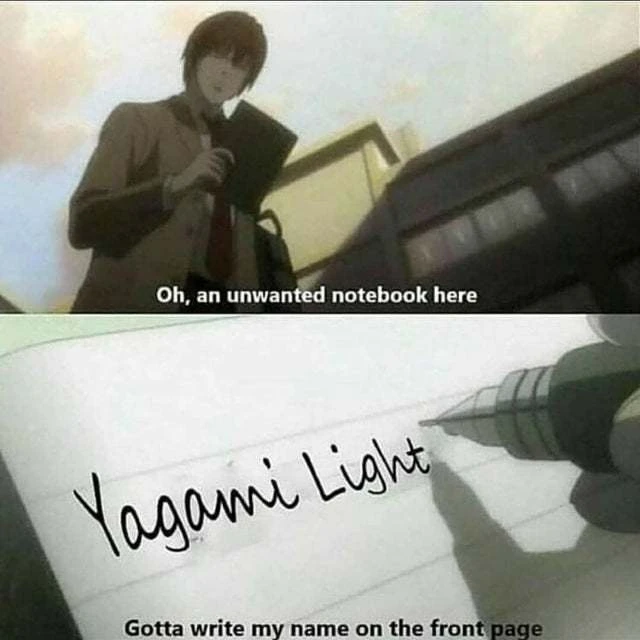 Oh, an unwanted notebook here
Yagami Light
Gotta write my name on the front page